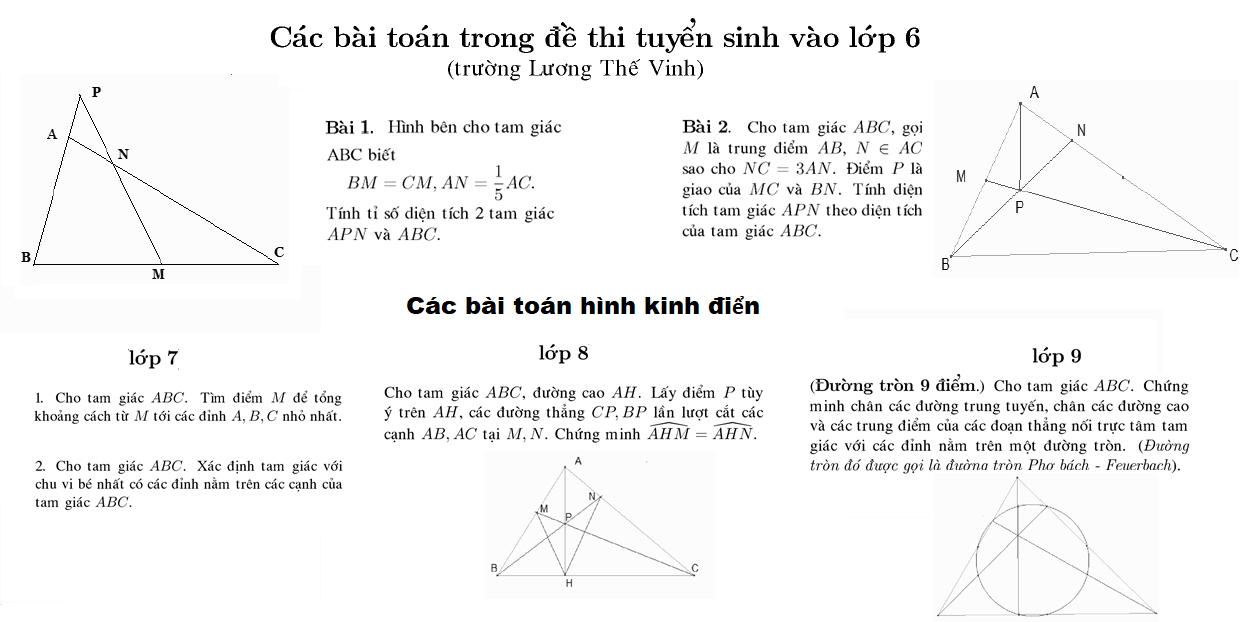 Các bài toán trong đề thi tuyển sinh vào lớp 6
(trường Lương Thế Vinh)
P
A
N
B
M
C
Bài 1. Hình bên cho tam giác
ABC biết
BM = CM, AN = 1/5 AC.
Tính tỉ số diện tích 2 tam giác
APN và ABC.
Bài 2. Cho tam giác ABC, gọi
M là trung điểm AB, N ∈ AC
sao cho NC = 3AN. Điểm P là
giao của MC và BN. Tính diện
tích tam giác APN theo diện tích
của tam giác ABC.
A
N
M
P
B
C
Các bài toán hình kinh điển
lớp 7
1. Cho tam giác ABC. Tìm điểm M để tổng
khoảng cách từ M tới các đỉnh A, B, C nhỏ nhất.
2. Cho tam giác ABC. Xác định tam giác với
chu vi bé nhất có các đỉnh nằm trên các cạnh của
tam giác ABC.
lớp 8
Cho tam giác ABC, đường cao AH. Lấy điểm P tùy
ý trên AH, các đường thẳng CP, BP lần lượt cắt các
cạnh AB, AC tại M, N. Chứng minh \widehat{AHM} = \widehat{AHN}.
A
N
M
P
B
C
H
lớp 9
(Đường tròn 9 điểm.) Cho tam giác ABC. Chứng
minh chân các đường trung tuyến, chân các đường cao
và các trung điểm của các đoạn thẳng nối trực tâm tam
giác với các đỉnh nằm trên một đường tròn. (Đường
tròn đó được gọi là đường tròn Phơ bách - Feuerbach).